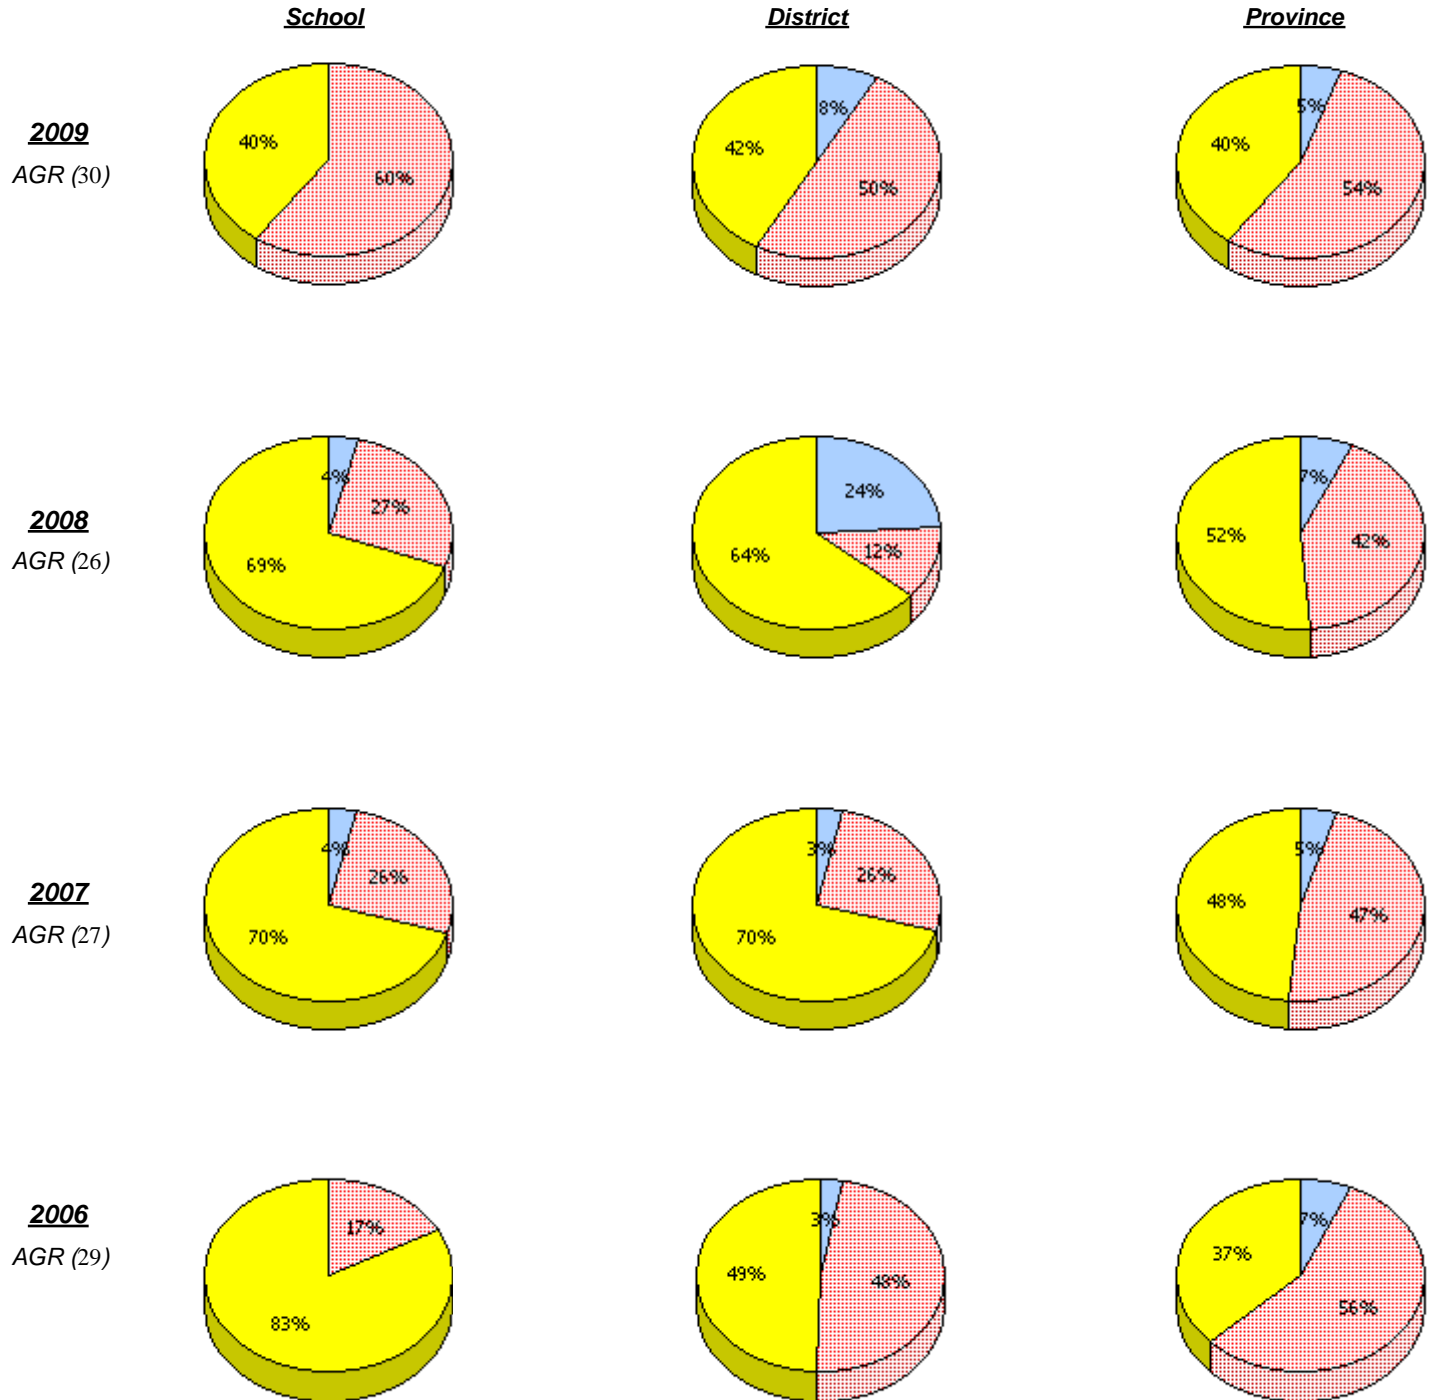 School District Province
2009
AGR (30)
40% 60%
8% 42% 50%
5% 40% 54%
2008
AGR (26)
4% 27% 69%
24% 12% 64%
7% 52% 42%
2007
AGR (27)
4% 26% 70%
3% 26% 70%
5% 48% 47%
2006
AGR (29)
17% 83%
3% 49% 48%
7% 37% 56%